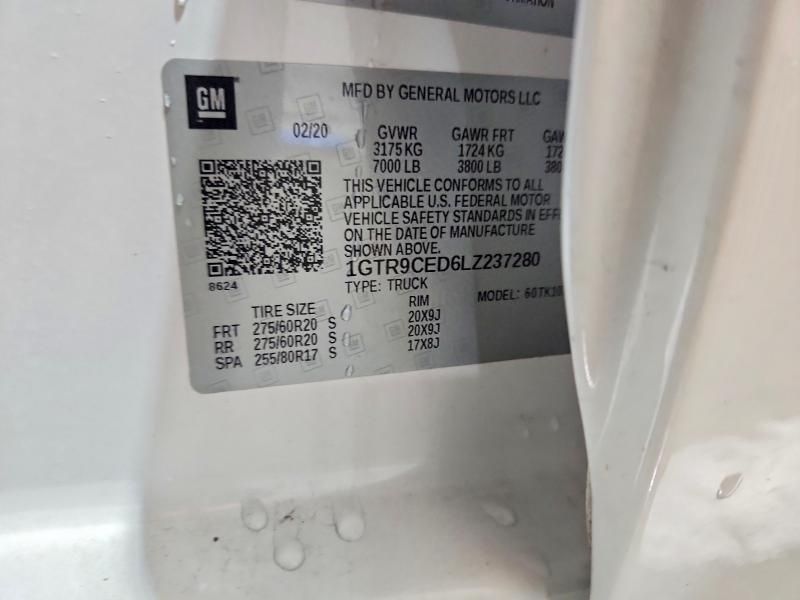 GM
MFD BY GENERAL MOTORS LLC
02/20 GVWR GAWR FRT
3175 KG 1724 KG 172
7000 LB 3800 LB 380
THIS VEHICLE CONFORMS TO ALL
APPLICABLE U.S. FEDERAL MOTOR
VEHICLE SAFETY STANDARDS IN EFF
ON THE DATE OF MANUFACTURE
SHOWN ABOVE.
1GTR9CED6LZ237280
8624 TYPE: TRUCK MODEL:
TIRE SIZE RIM
FRT 275/60R20 S 20X9J
RR 275/60R20 S 20X9J
SPA 255/80R17 S 17X8J